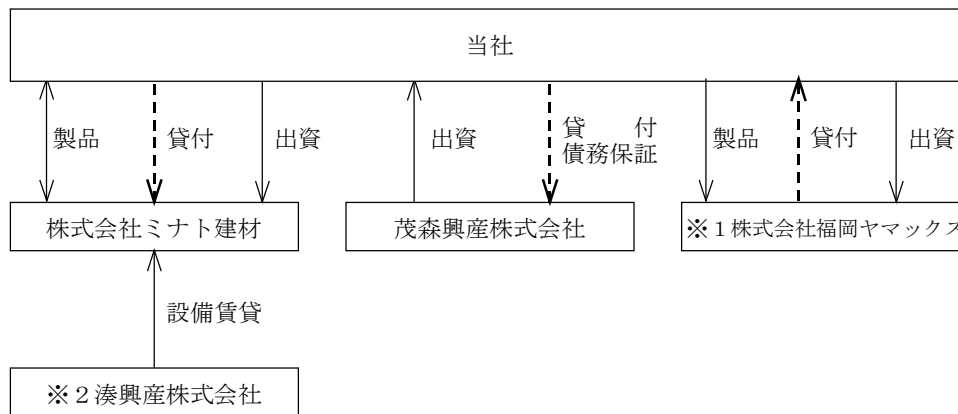 当社
製品
貸付
出資
出資
貸 付
債務保証
製品
貸付
出資
株式会社ミナト建材
茂森興産株式会社
※1株式会社福岡ヤマックス
設備賃貸
※2湊興産株式会社